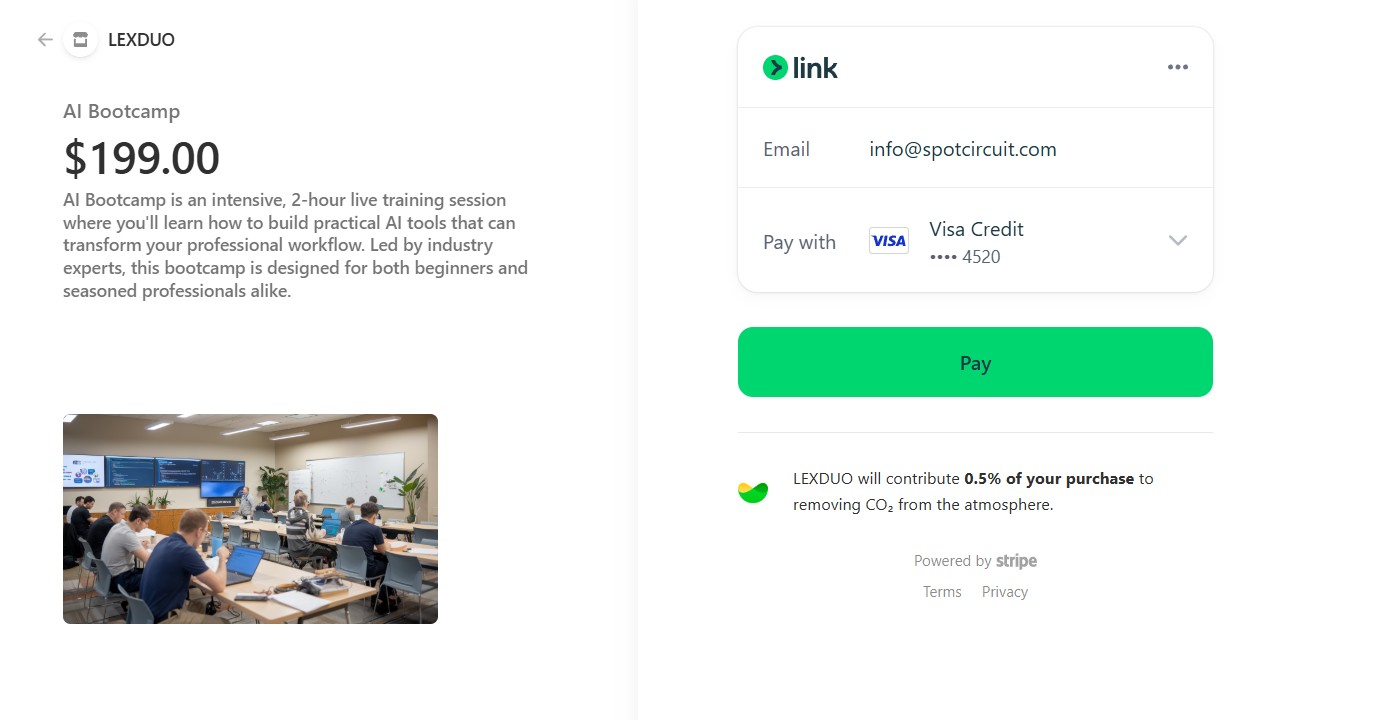 LEXDUO
AI Bootcamp
$199.00
AI Bootcamp is an intensive, 2-hour live training session
where you'll learn how to build practical AI tools that can
transform your professional workflow. Led by industry
experts, this bootcamp is designed for both beginners and
seasoned professionals alike.
link
Email info@spotcircuit.com
Pay with VISA Visa Credit
•••• 4520
Pay
LEXDUO will contribute 0.5% of your purchase to
removing CO₂ from the atmosphere.
Powered by stripe
Terms Privacy